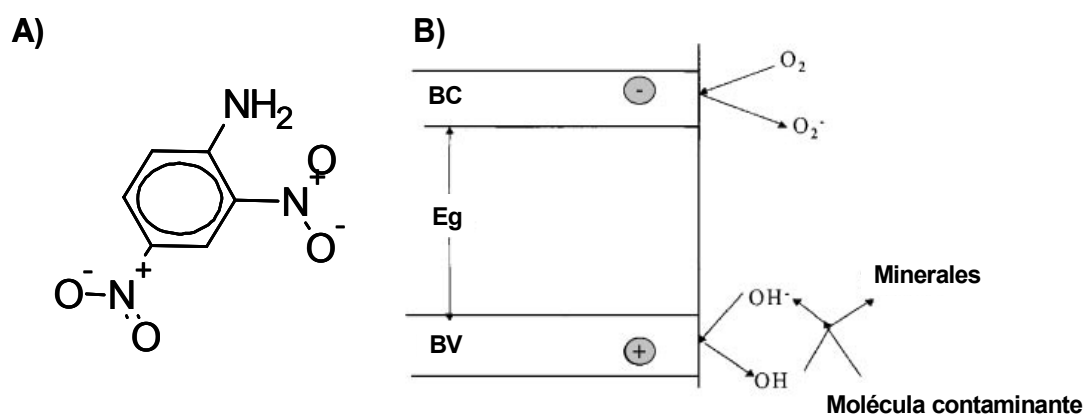 A)
NH2
O
N+
O-
O-
N+
O
B)
BC
-
O2
O2-
Eg
BV
+
OH-
OH
Minerales
Molécula contaminante